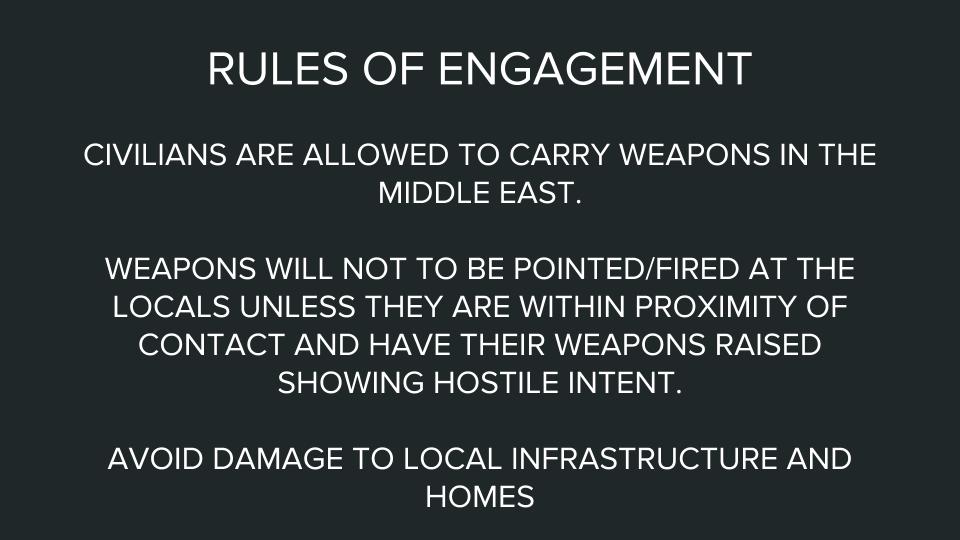 RULES OF ENGAGEMENT
CIVILIANS ARE ALLOWED TO CARRY WEAPONS IN THE
MIDDLE EAST.
WEAPONS WILL NOT TO BE POINTED/FIRED AT THE
LOCALS UNLESS THEY ARE WITHIN PROXIMITY OF
CONTACT AND HAVE THEIR WEAPONS RAISED
SHOWING HOSTILE INTENT.
AVOID DAMAGE TO LOCAL INFRASTRUCTURE AND
HOMES